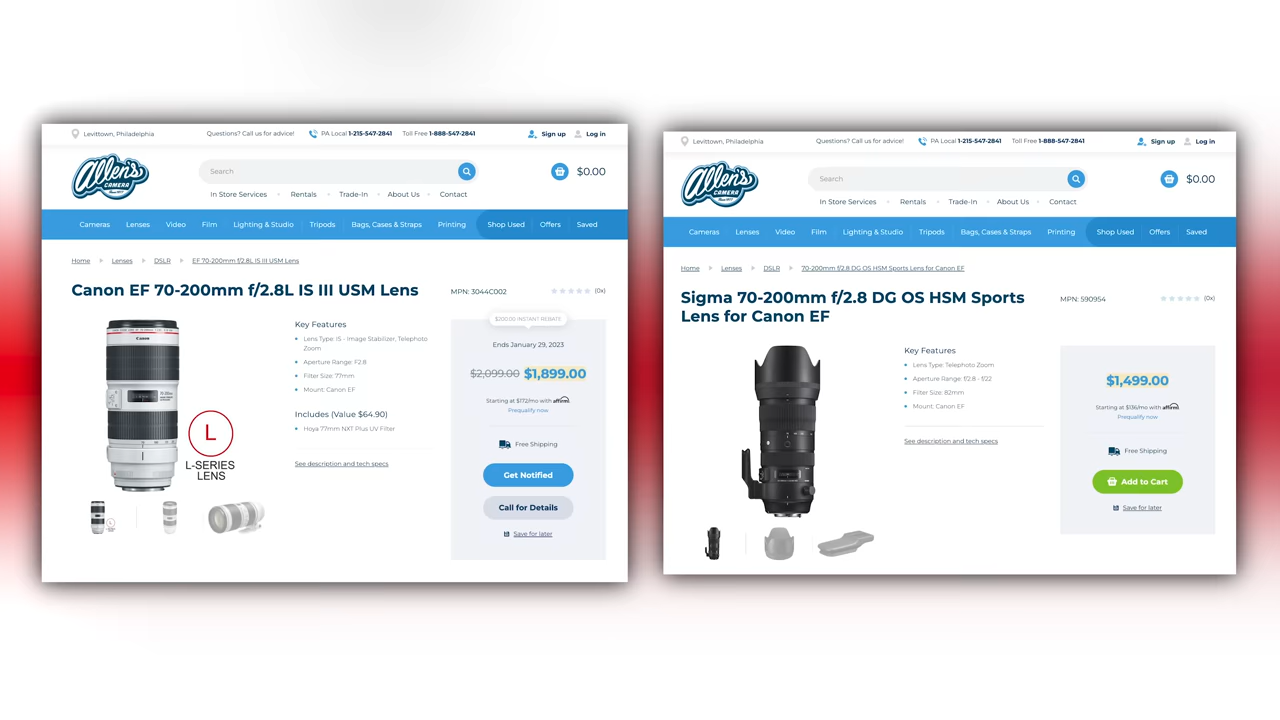 Levittown, Philadelphia
Questions? Call us for advice!
PA Local 1-215-547-2841
Toll Free 1-888-547-2841
Sign up
Log in
Allen's
CAMERA
Search
$0.00
In Store Services
Rentals
Trade-In
About Us
Contact
Cameras
Lenses
Video
Film
Lighting & Studio
Tripods
Bags, Cases & Straps
Printing
Shop Used
Offers
Saved
Home
Lenses
DSLR
EF 70-200mm f/2.8L IS III USM Lens
Canon EF 70-200mm f/2.8L IS III USM Lens
MPN: 3044C002
(0x)
Canon
L
L-SERIES
LENS
Key Features
Lens Type: IS - Image Stabilizer, Telephoto
Zoom
Aperture Range: F2.8
Filter Size: 77mm
Mount: Canon EF
Includes (Value $64.90)
Hoya 77mm NXT Plus UV Filter
See description and tech specs
$200.00 INSTANT REBATE
Ends January 29, 2023
$2,099.00 $1,899.00
Starting at $172/mo with affirm
Prequalify now
Free Shipping
Get Notified
Call for Details
Save for later
Levittown, Philadelphia
Questions? Call us for advice!
PA Local 1-215-547-2841
Toll Free 1-888-547-2841
Sign up
Log in
Allen's
CAMERA
Search
$0.00
In Store Services
Rentals
Trade-In
About Us
Contact
Cameras
Lenses
Video
Film
Lighting & Studio
Tripods
Bags, Cases & Straps
Printing
Shop Used
Offers
Saved
Home
Lenses
DSLR
70-200mm f/2.8 DG OS HSM Sports Lens for Canon EF
Sigma 70-200mm f/2.8 DG OS HSM Sports
Lens for Canon EF
MPN: 590954
(0x)
Key Features
Lens Type: Telephoto Zoom
Aperture Range: f/2.8 - f/22
Filter Size: 82mm
Mount: Canon EF
See description and tech specs
$1,499.00
Starting at $136/mo with affirm
Prequalify now
Free Shipping
Add to Cart
Save for later